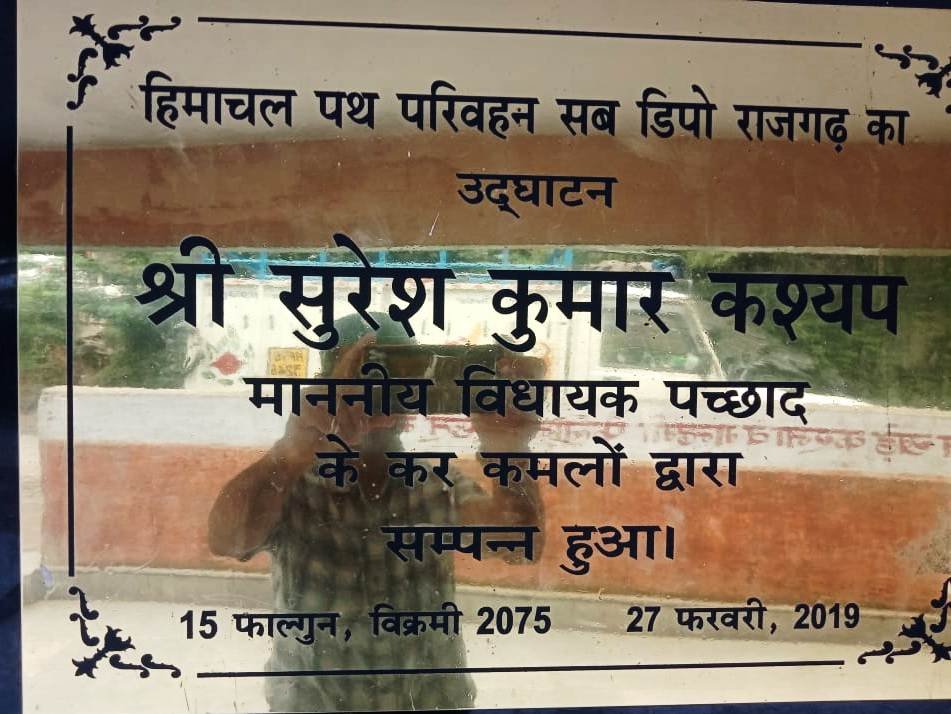 हिमाचल पथ परिवहन सब डिपो राजगढ़ का
उद्घाटन
श्री सुरेश कुमार कश्यप
माननीय विधायक पच्छाद
के कर कमलों द्वारा
सम्पन्न हुआ।
15 फाल्गुन, विक्रमी 2075 27 फरवरी, 2019